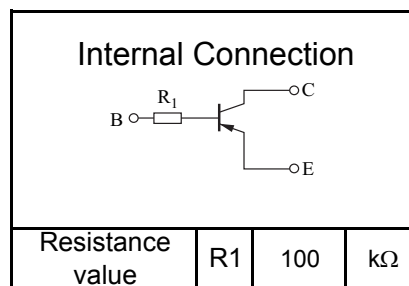 Internal Connection
C
R1
B
E
Resistance value R1 100 kΩ